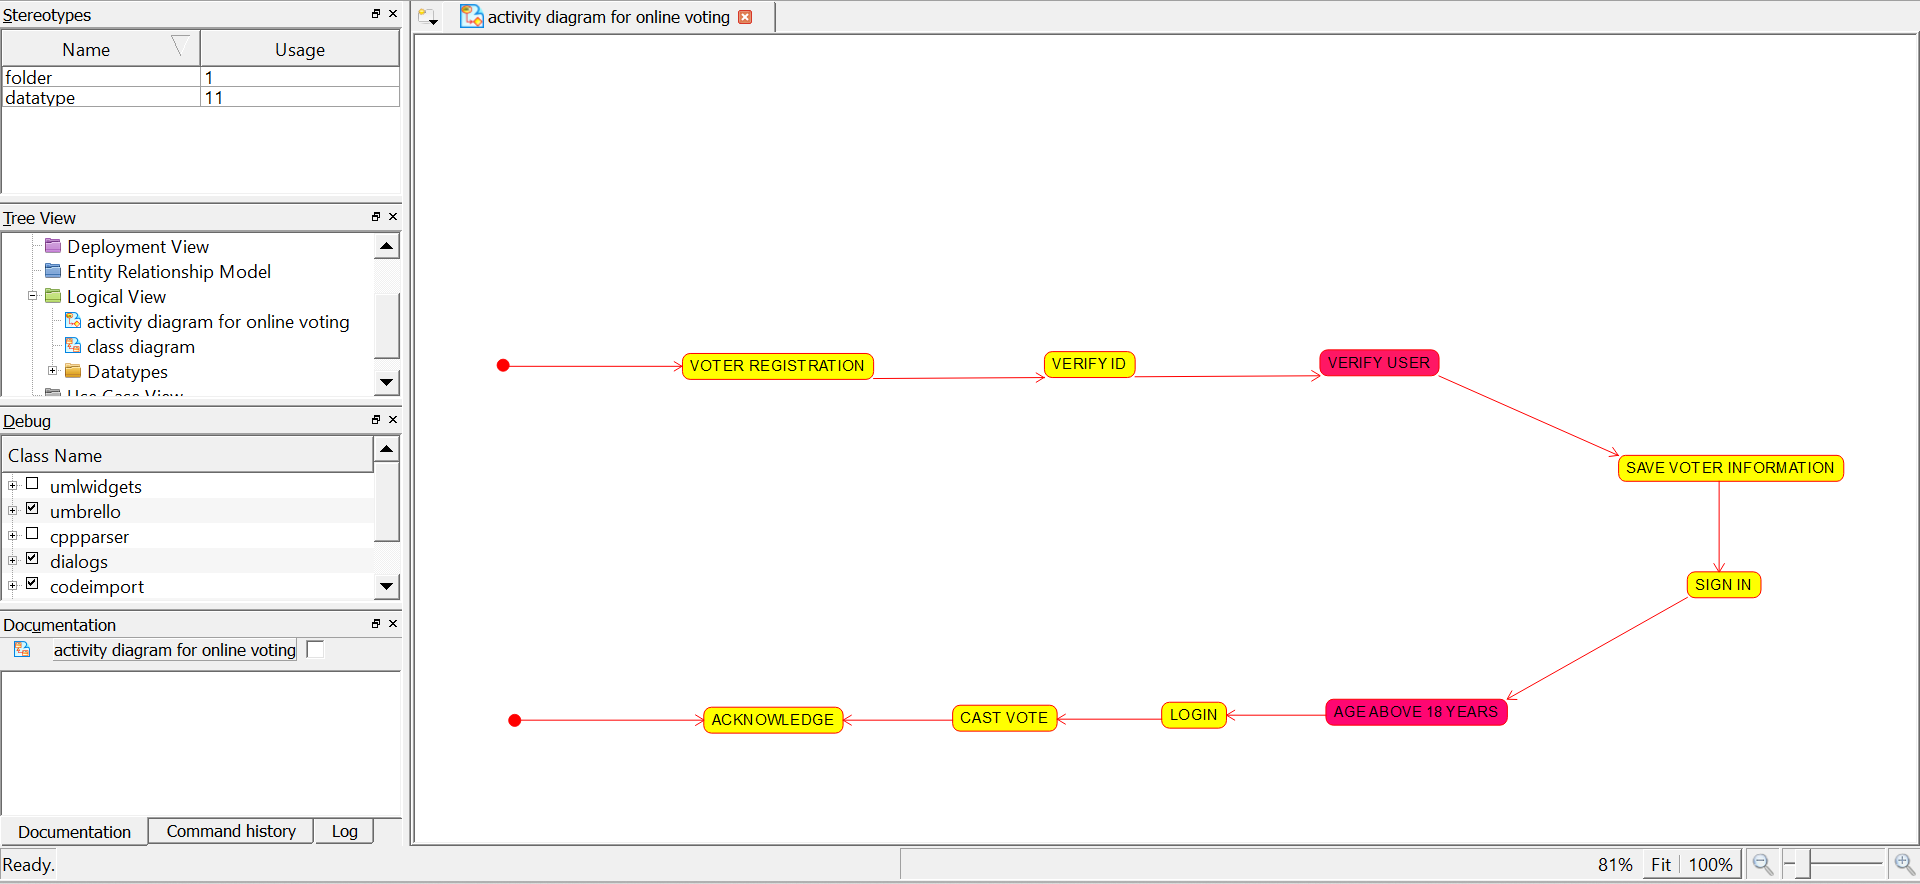 Stereotypes
Name Usage
folder 1
datatype 11
Tree View
Deployment View
Entity Relationship Model
Logical View
activity diagram for online voting
class diagram
Datatypes
Use Case View
Debug
Class Name
umlwidgets
umbrello
cppparser
dialogs
codeimport
Documentation
activity diagram for online voting
Documentation Command history Log
Ready.
activity diagram for online voting
VOTER REGISTRATION
VERIFY ID
VERIFY USER
SAVE VOTER INFORMATION
SIGN IN
AGE ABOVE 18 YEARS
LOGIN
CAST VOTE
ACKNOWLEDGE
81% Fit 100%